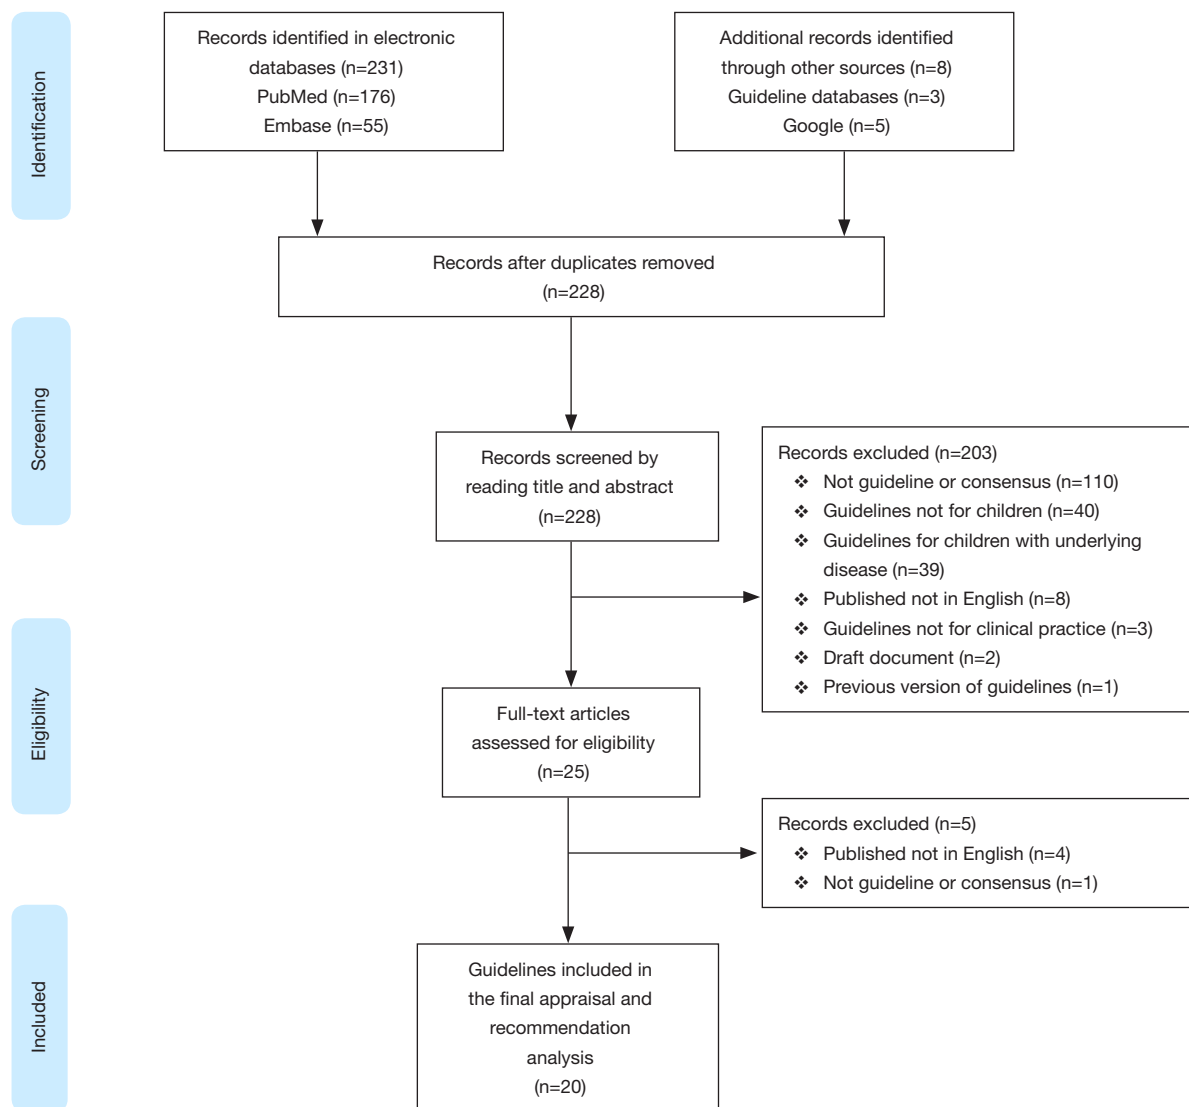 Identification
Records identified in electronic
databases (n=231)
PubMed (n=176)
Embase (n=55)
Additional records identified
through other sources (n=8)
Guideline databases (n=3)
Google (n=5)
Records after duplicates removed
(n=228)
Screening
Records screened by
reading title and abstract
(n=228)
Records excluded (n=203)
❖ Not guideline or consensus (n=110)
❖ Guidelines not for children (n=40)
❖ Guidelines for children with underlying
disease (n=39)
❖ Published not in English (n=8)
❖ Guidelines not for clinical practice (n=3)
❖ Draft document (n=2)
❖ Previous version of guidelines (n=1)
Eligibility
Full-text articles
assessed for eligibility
(n=25)
Records excluded (n=5)
❖ Published not in English (n=4)
❖ Not guideline or consensus (n=1)
Included
Guidelines included in
the final appraisal and
recommendation
analysis
(n=20)